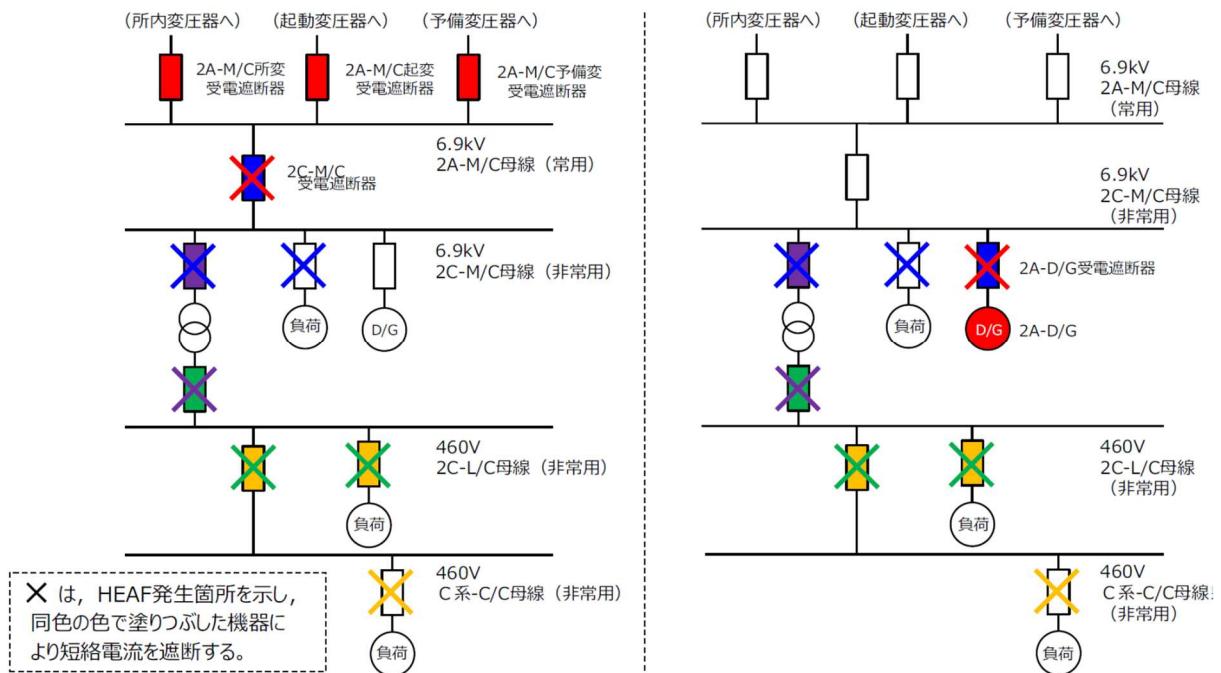 (所内変圧器へ)
(起動変圧器へ)
(予備変圧器へ)
2A-M/C所変
受電遮断器
2A-M/C起変
受電遮断器
2A-M/C予備変
受電遮断器
6.9kV
2A-M/C母線（常用）
2C-M/C
受電遮断器
6.9kV
2C-M/C母線（非常用）
負荷
D/G
460V
2C-L/C母線（非常用）
負荷
460V
C系-C/C母線（非常用）
負荷
× は，HEAF発生箇所を示し，
同色の色で塗りつぶした機器に
より短絡電流を遮断する。
(所内変圧器へ)
(起動変圧器へ)
(予備変圧器へ)
6.9kV
2A-M/C母線
（常用）
6.9kV
2C-M/C母線
（非常用）
2A-D/G受電遮断器
負荷
D/G
2A-D/G
460V
2C-L/C母線
（非常用）
負荷
460V
C系-C/C母線
（非常用）
負荷